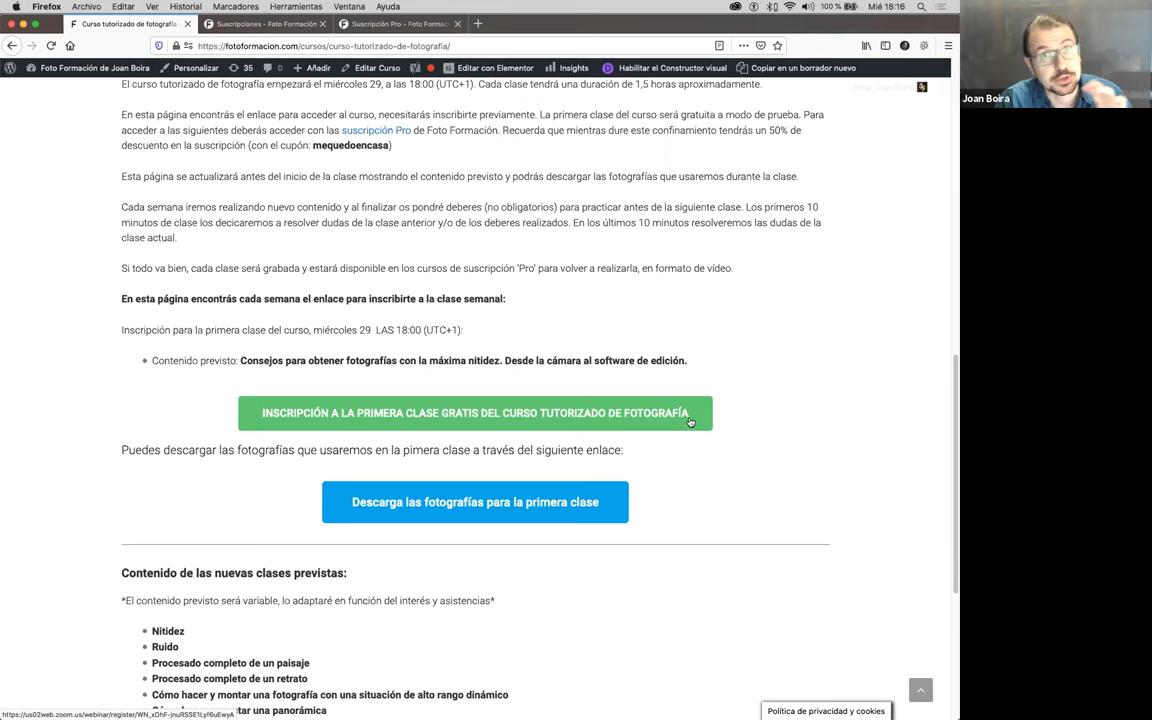 Firefox Archivo Editar Ver Historial Marcadores Herramientas Ventana Ayuda 100 % Mié 18:16
Curso tutorizado de fotografía Suscripciones - Foto Formación Suscripción Pro - Foto Formac
https://fotoformacion.com/cursos/curso-tutorizado-de-fotografia/
Foto Formación de Joan Boira Personalizar 35 0 Añadir Editar Curso Editar con Elementor Insights Habilitar el Constructor visual Copiar en un borrador nuevo
Hola, Joan Boira
El curso tutorizado de fotografía empezará el miércoles 29, a las 18:00 (UTC+1). Cada clase tendrá una duración de 1,5 horas aproximadamente.
En esta página encontrás el enlace para acceder al curso, necesitarás inscribirte previamente. La primera clase del curso será gratuita a modo de prueba. Para
acceder a las siguientes deberás acceder con las suscripción Pro de Foto Formación. Recuerda que mientras dure este confinamiento tendrás un 50% de
descuento en la suscripción (con el cupón: mequedoencasa)
Esta página se actualizará antes del inicio de la clase mostrando el contenido previsto y podrás descargar las fotografías que usaremos durante la clase.
Cada semana iremos realizando nuevo contenido y al finalizar os pondré deberes (no obligatorios) para practicar antes de la siguiente clase. Los primeros 10
minutos de clase los decicaremos a resolver dudas de la clase anterior y/o de los deberes realizados. En los últimos 10 minutos resolveremos las dudas de la
clase actual.
Si todo va bien, cada clase será grabada y estará disponible en los cursos de suscripción 'Pro' para volver a realizarla, en formato de vídeo.
En esta página encontrás cada semana el enlace para inscribirte a la clase semanal:
Inscripción para la primera clase del curso, miércoles 29 LAS 18:00 (UTC+1):
Contenido previsto: Consejos para obtener fotografías con la máxima nitidez. Desde la cámara al software de edición.
INSCRIPCIÓN A LA PRIMERA CLASE GRATIS DEL CURSO TUTORIZADO DE FOTOGRAFÍA
Puedes descargar las fotografías que usaremos en la pimera clase a través del siguiente enlace:
Descarga las fotografías para la primera clase
Contenido de las nuevas clases previstas:
*El contenido previsto será variable, lo adaptaré en función del interés y asistencias*
Nitidez
Ruido
Procesado completo de un paisaje
Procesado completo de un retrato
Cómo hacer y montar una fotografía con una situación de alto rango dinámico
tar una panorámica
https://us02web.zoom.us/webinar/register/WN_xDhF-jnuRSSE1Lyf6uEwyA
Política de privacidad y cookies
Joan Boira